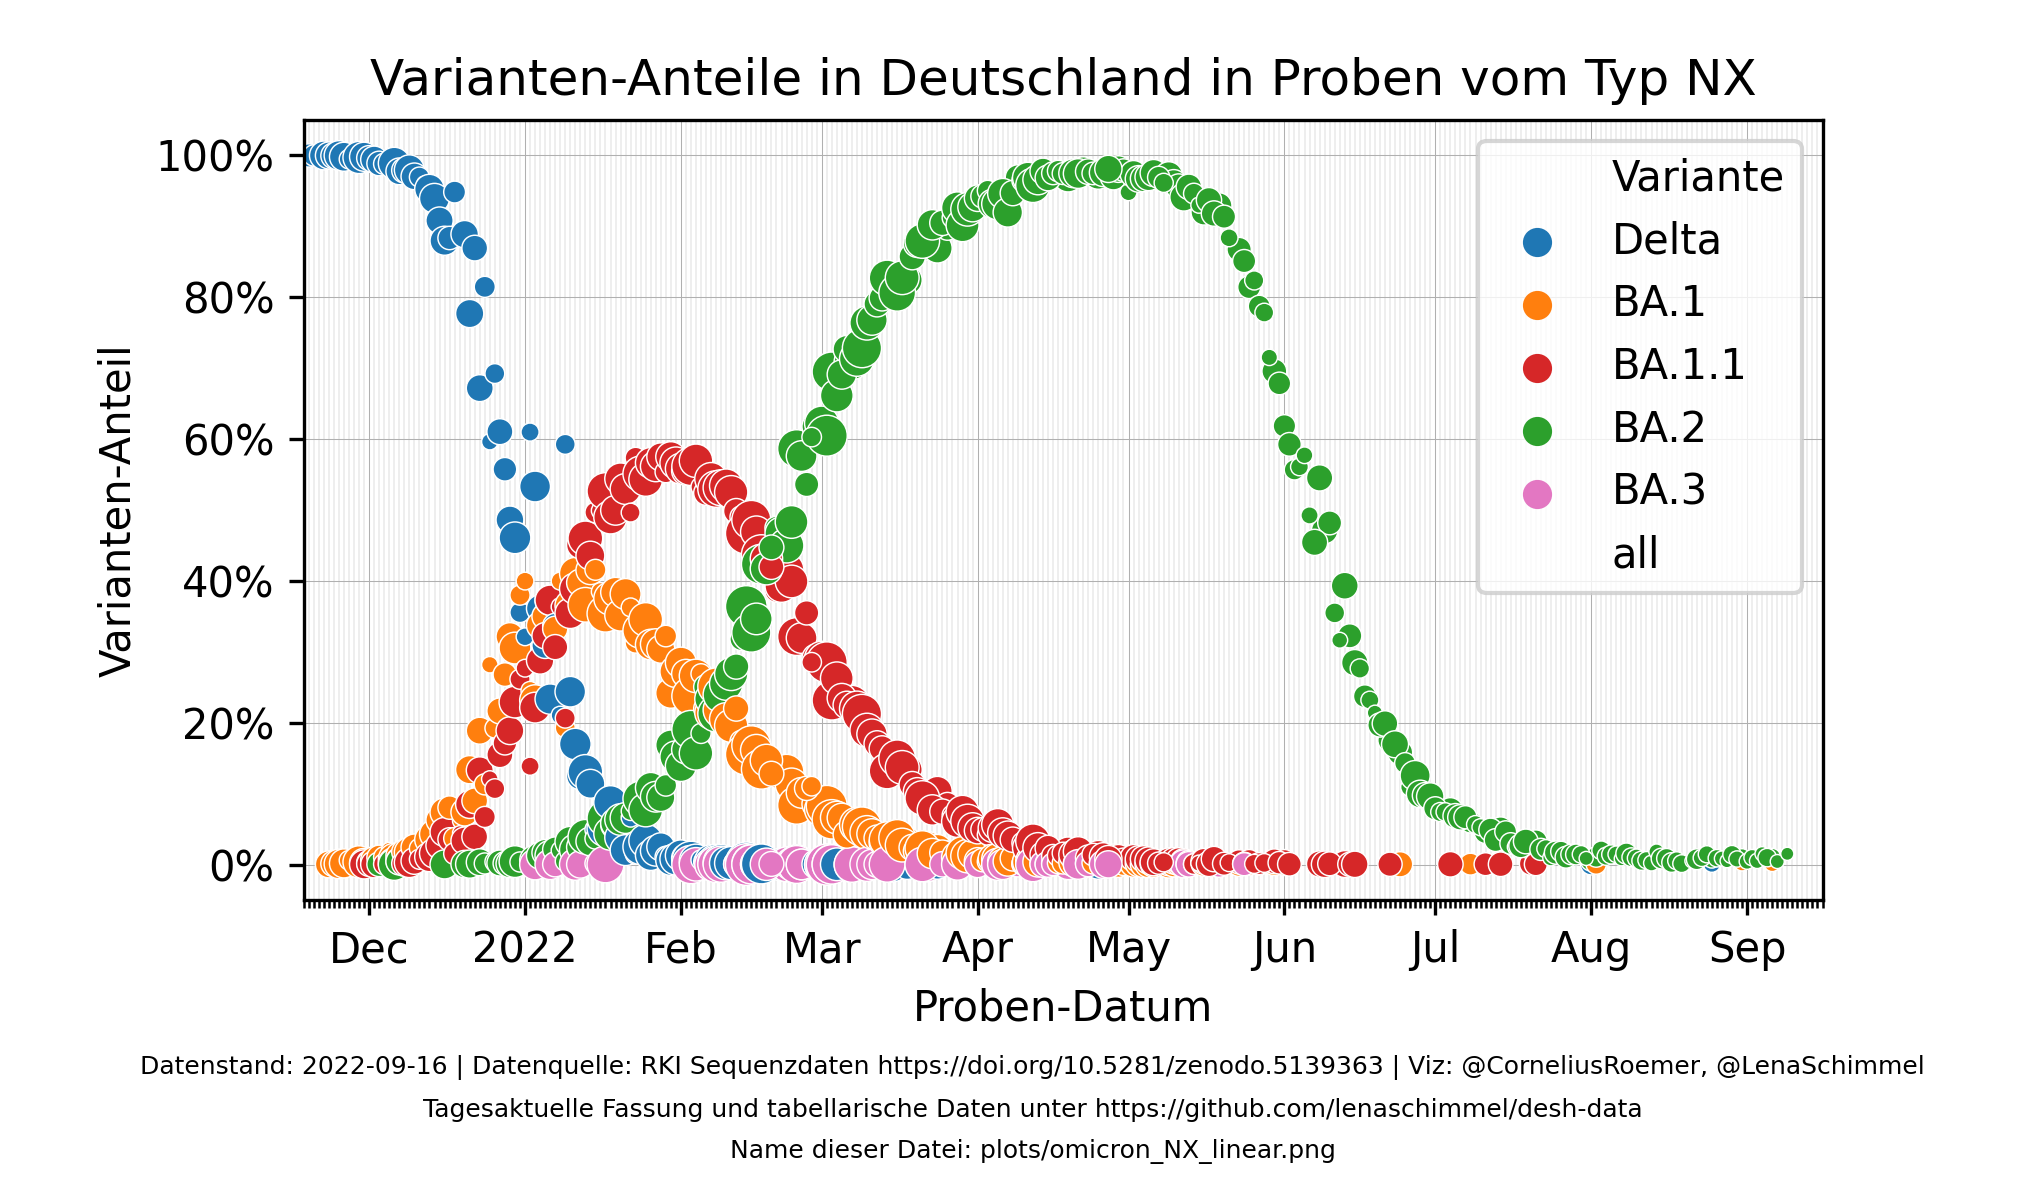 Varianten-Anteile in Deutschland in Proben vom Typ NX
Varianten-Anteil
100%
80%
60%
40%
20%
0%
Variante
Delta
BA.1
BA.1.1
BA.2
BA.3
all
Dec 2022 Feb Mar Apr May Jun Jul Aug Sep
Proben-Datum
Datenstand: 2022-09-16 | Datenquelle: RKI Sequenzdaten https://doi.org/10.5281/zenodo.5139363 | Viz: @CorneliusRoemer, @LenaSchimmel
Tagesaktuelle Fassung und tabellarische Daten unter https://github.com/lenaschimmel/desh-data
Name dieser Datei: plots/omicron_NX_linear.png